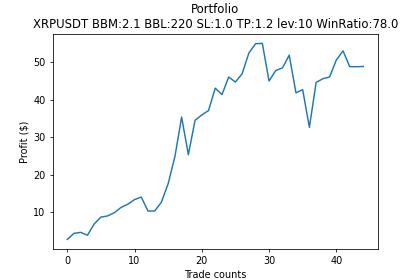 Portfolio
XRPUSDT BBM:2.1 BBL:220 SL:1.0 TP:1.2 lev:10 WinRatio:78.0
Profit ($)
50
40
30
20
10
0 10 20 30 40
Trade counts